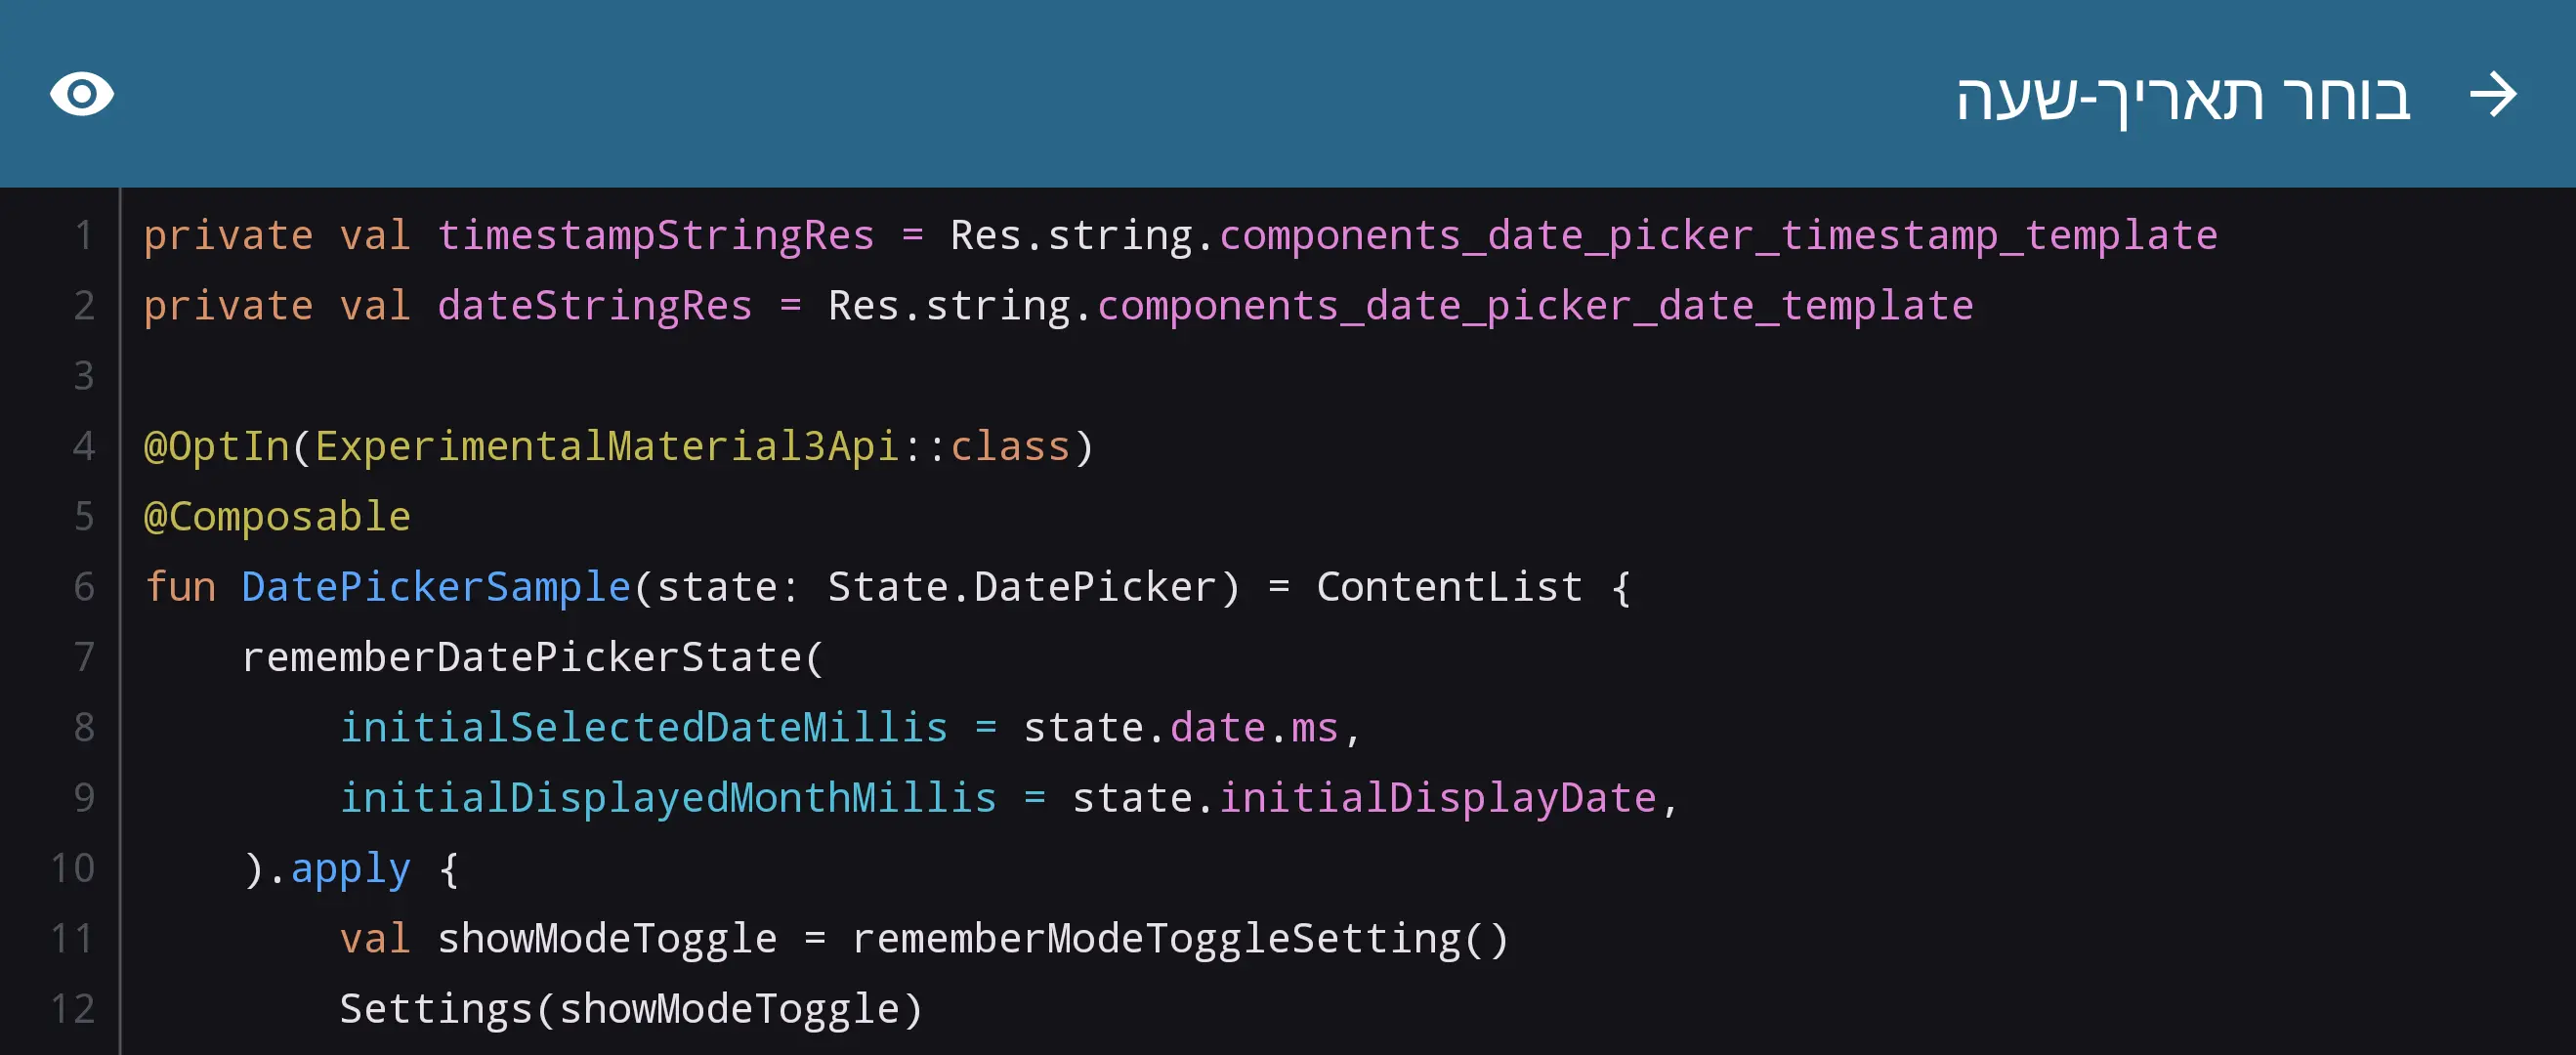 בוחר תאריך-שעה
1 private val timestampStringRes = Res.string.components_date_picker_timestamp_template
2 private val dateStringRes = Res.string.components_date_picker_date_template
3
4 @OptIn(ExperimentalMaterial3Api::class)
5 @Composable
6 fun DatePickerSample(state: State.DatePicker) = ContentList {
7     rememberDatePickerState(
8         initialSelectedDateMillis = state.date.ms,
9         initialDisplayedMonthMillis = state.initialDisplayDate,
10     ).apply {
11         val showModeToggle = rememberModeToggleSetting()
12         Settings(showModeToggle)